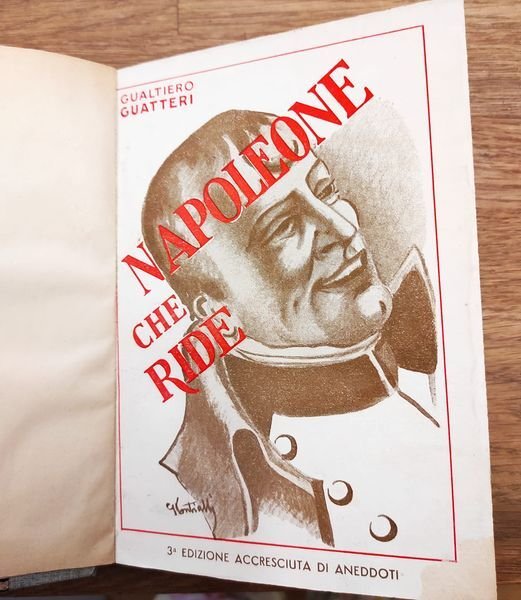 GUALTIERO
GUATTERI
NAPOLEONE
CHE
RIDE
3ª EDIZIONE ACCRESCIUTA DI ANEDDOTI